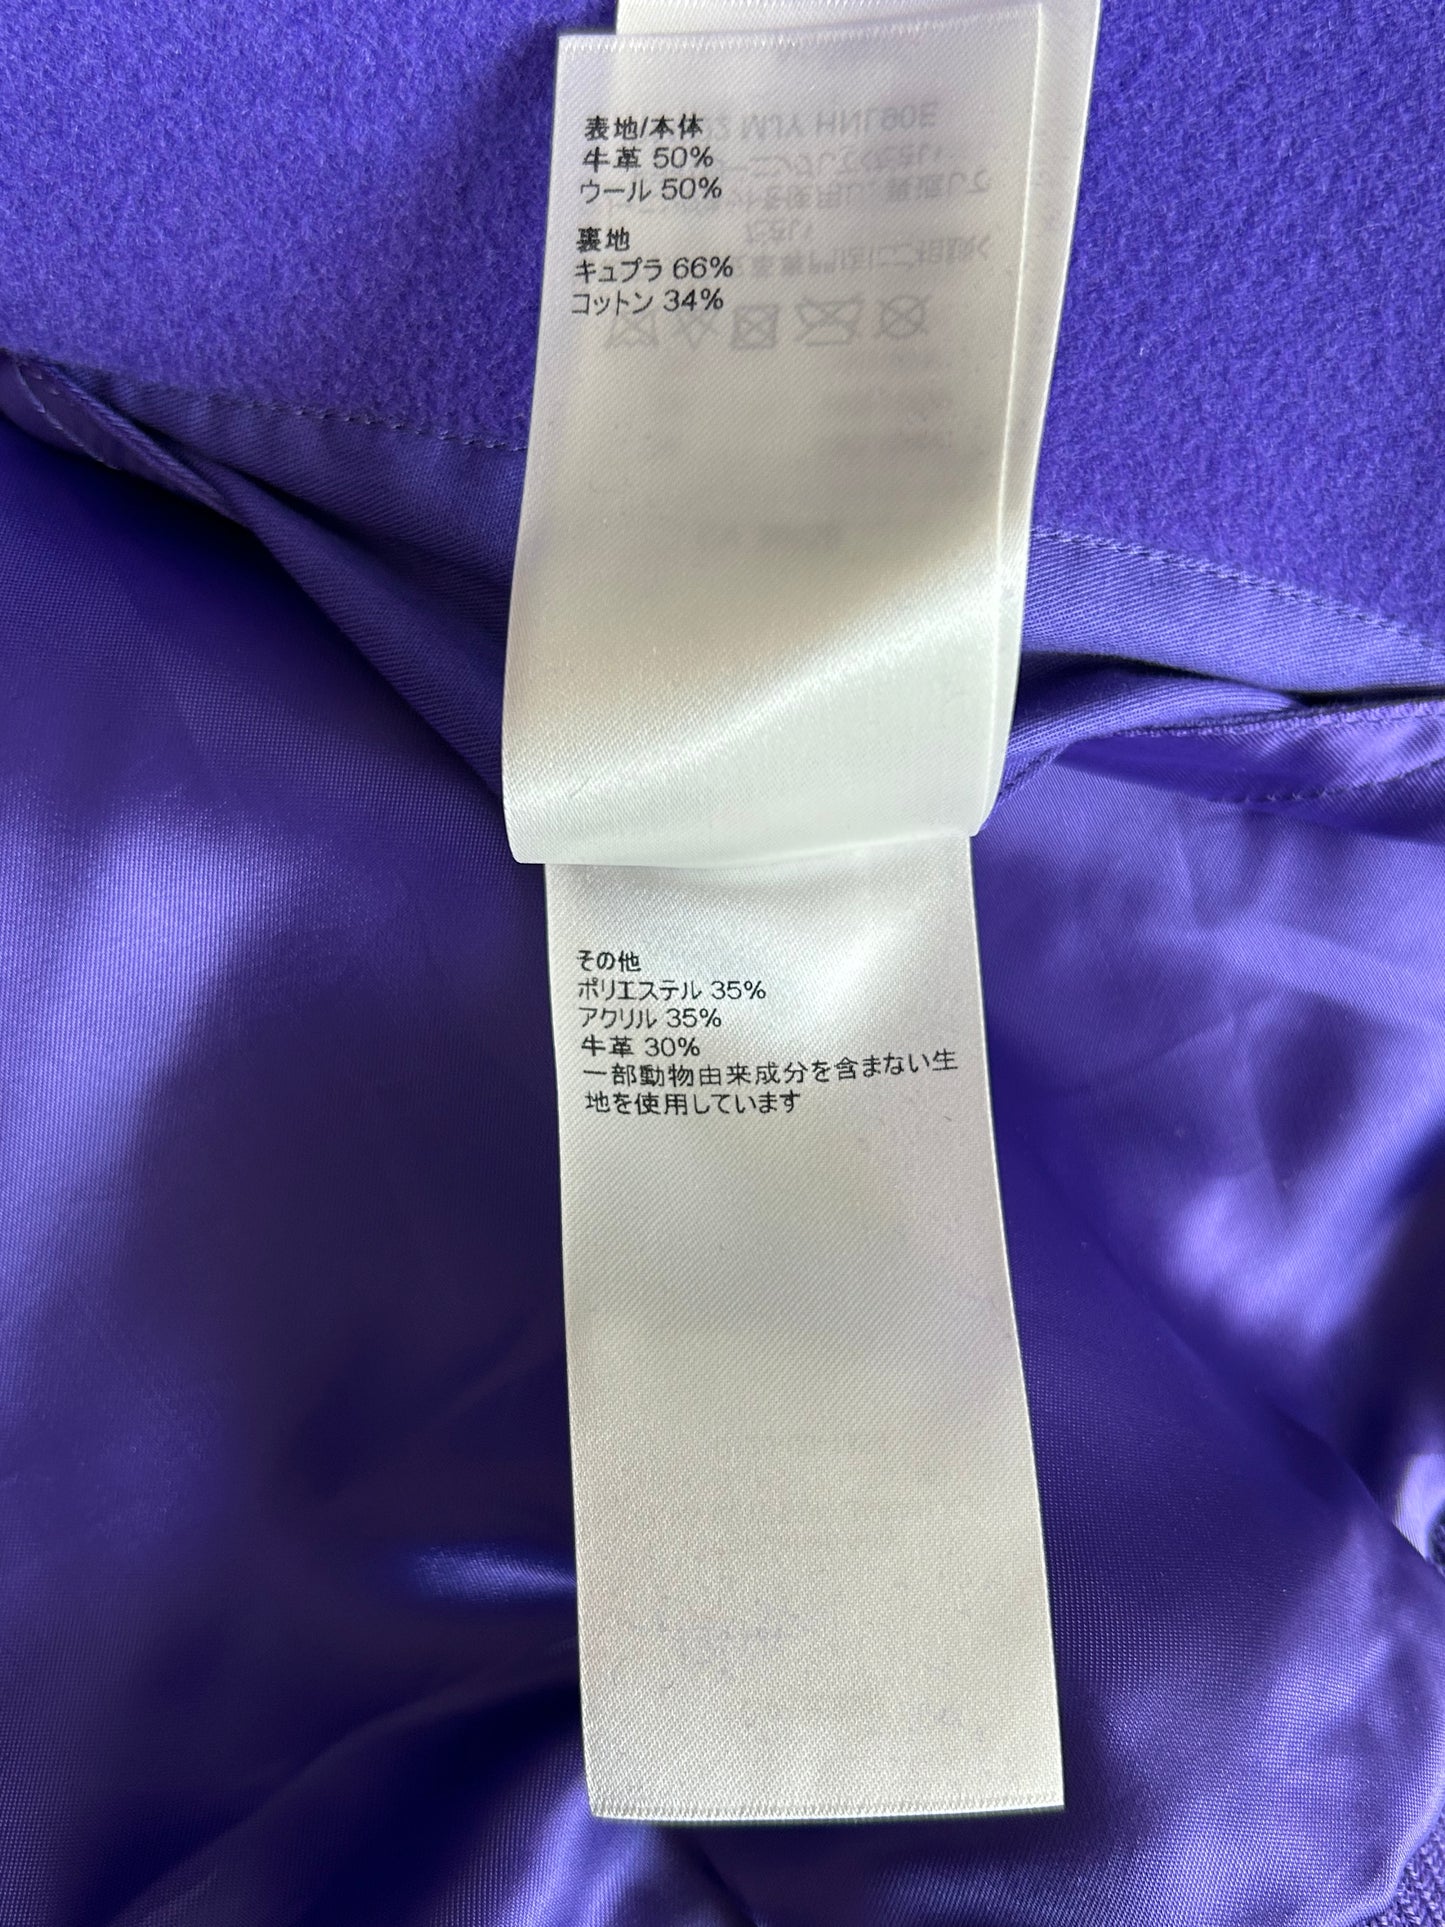 表地/本体
牛革 50%
ウール 50%
裏地
キュプラ 66%
コットン 34%
その他
ポリエステル 35%
アクリル 35%
牛革 30%
一部動物由来成分を含まない生
地を使用しています